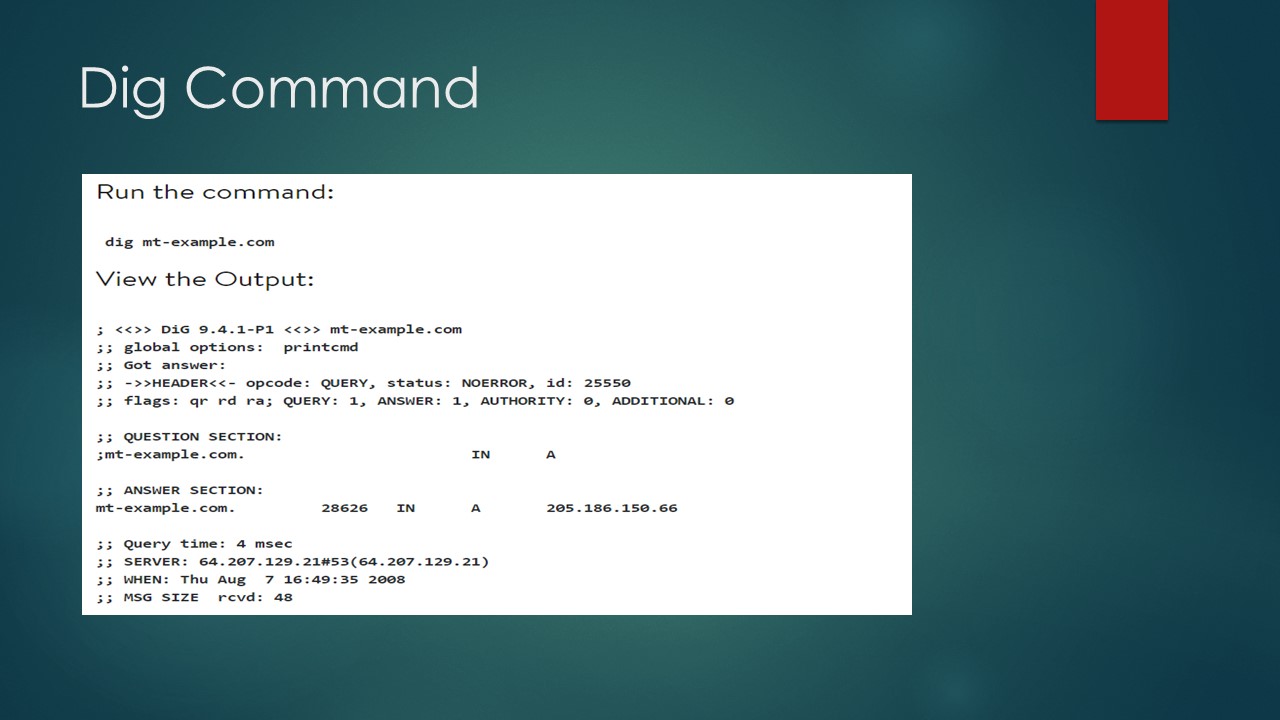 Dig Command
Run the command:
dig mt-example.com
View the Output:
; <<>> DiG 9.4.1-P1 <<>> mt-example.com
;; global options:  printcmd
;; Got answer:
;; ->>HEADER<<- opcode: QUERY, status: NOERROR, id: 25550
;; flags: qr rd ra; QUERY: 1, ANSWER: 1, AUTHORITY: 0, ADDITIONAL: 0
;; QUESTION SECTION:
;mt-example.com.                        IN      A
;; ANSWER SECTION:
mt-example.com.         28626   IN      A       205.186.150.66
;; Query time: 4 msec
;; SERVER: 64.207.129.21#53(64.207.129.21)
;; WHEN: Thu Aug  7 16:49:35 2008
;; MSG SIZE  rcvd: 48